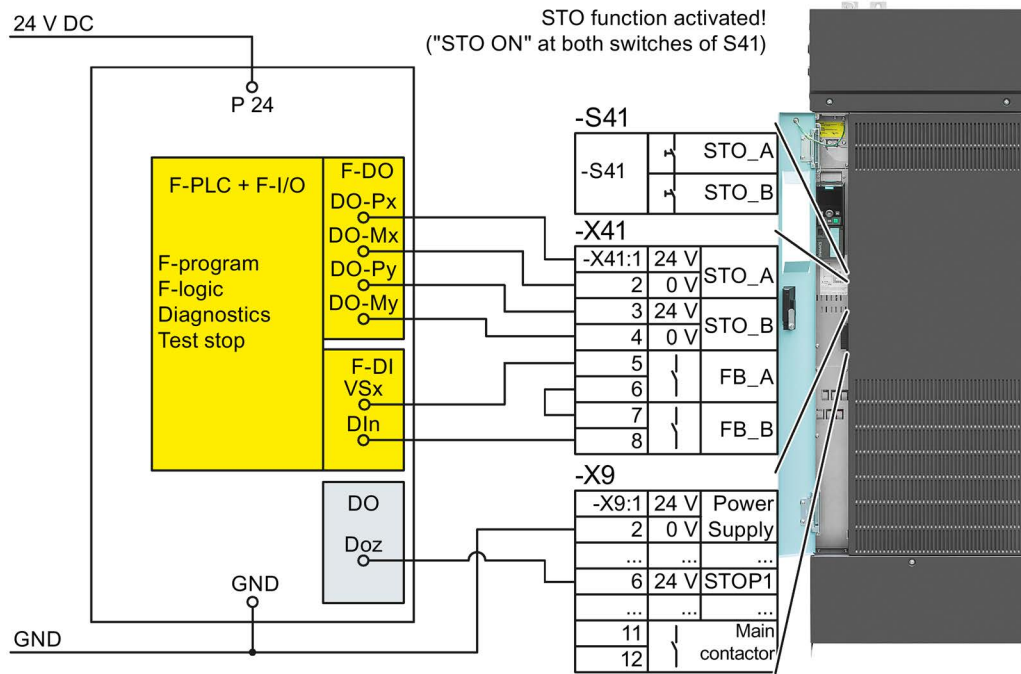 24 V DC
STO function activated!
("STO ON" at both switches of S41)
P 24
F-PLC + F-I/O
F-program
F-logic
Diagnostics
Test stop
F-DO
DO-Px
DO-Mx
DO-Py
DO-My
F-DI
VSx
DIn
DO
Doz
GND
GND
-S41
-S41
STO_A
STO_B
-X41
-X41:1 24 V STO_A
2 0 V
3 24 V STO_B
4 0 V
5 FB_A
6
7 FB_B
8
-X9
-X9:1 24 V Power
2 0 V Supply
... ... ...
6 24 V STOP1
... ... ...
11 Main
12 contactor